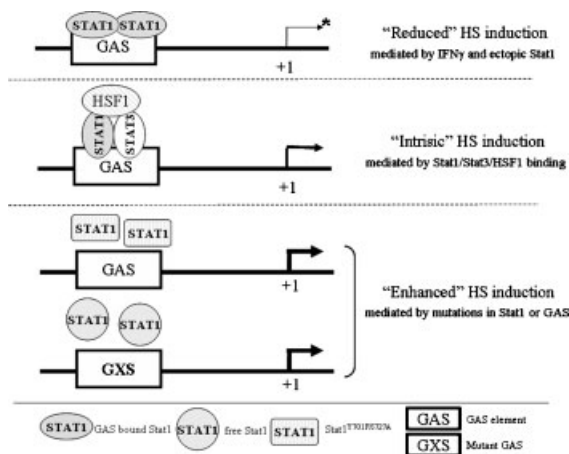 STAT1 STAT1
GAS
*
+1
“Reduced” HS induction
mediated by IFNγ and ectopic Stat1
HSF1
STAT1 STAT3
GAS
+1
“Intrisic” HS induction
mediated by Stat1/Stat3/HSF1 binding
STAT1 STAT1
GAS
+1
STAT1 STAT1
GXS
+1
“Enhanced” HS induction
mediated by mutations in Stat1 or GAS
STAT1 GAS bound Stat1
STAT1 free Stat1
STAT1 Stat1Y701F/S727A
GAS GAS element
GXS Mutant GAS